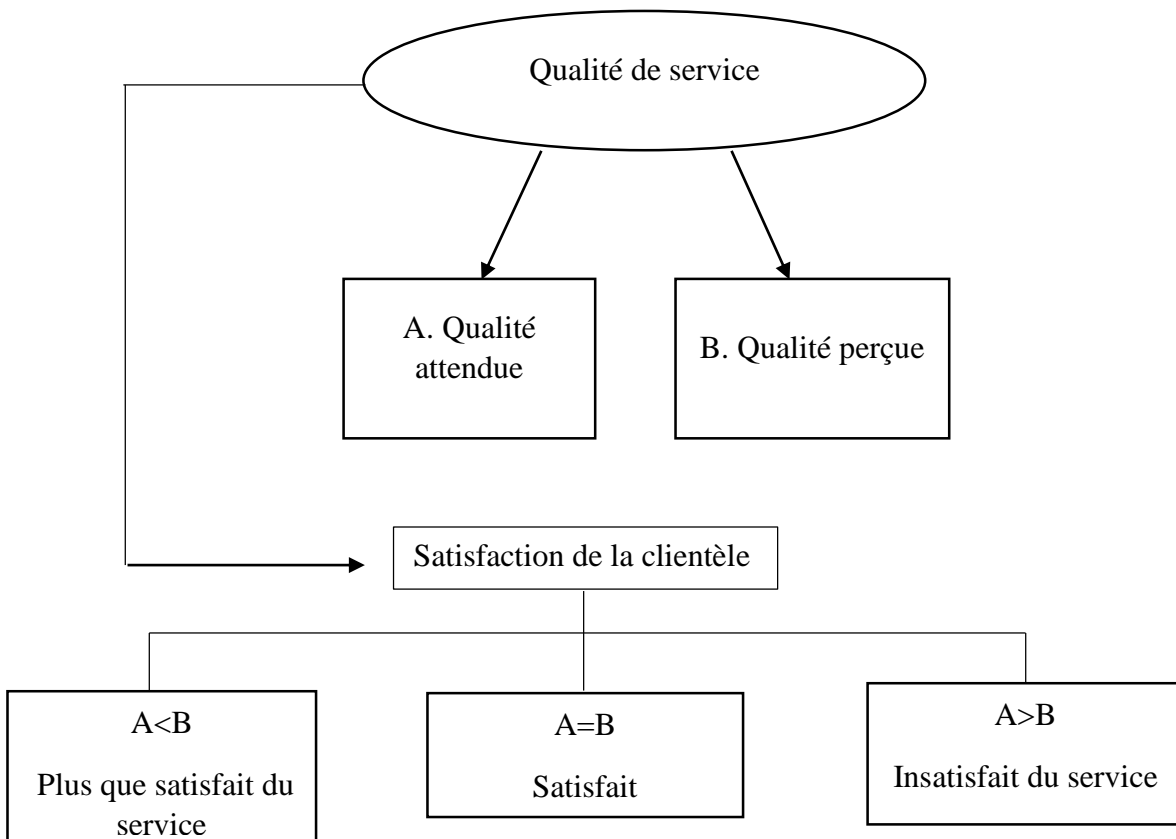 Qualité de service
A. Qualité
attendue
B. Qualité perçue
Satisfaction de la clientèle
A<B
Plus que satisfait du
service
A=B
Satisfait
A>B
Insatisfait du service